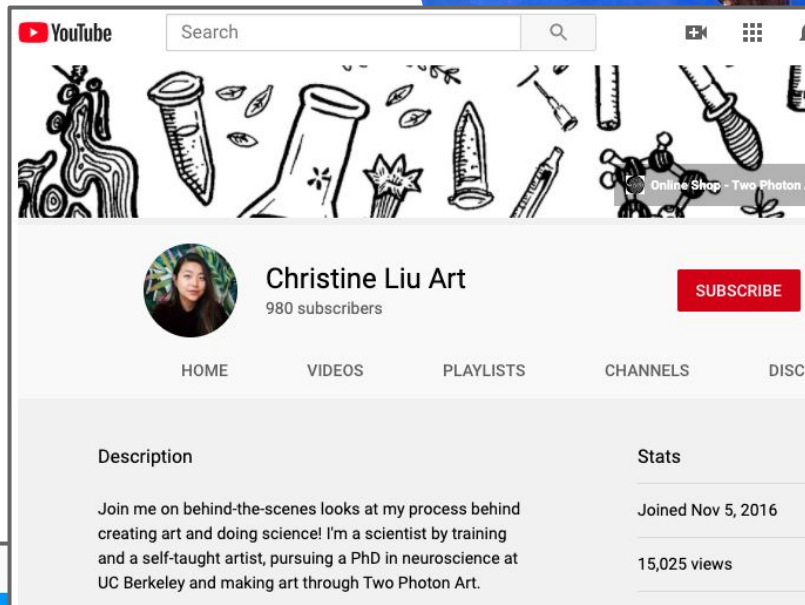 YouTube
Search
Online Shop - Two Photon
Christine Liu Art
980 subscribers
SUBSCRIBE
HOME VIDEOS PLAYLISTS CHANNELS DISC
Description
Join me on behind-the-scenes looks at my process behind
creating art and doing science! I'm a scientist by training
and a self-taught artist, pursuing a PhD in neuroscience at
UC Berkeley and making art through Two Photon Art.
Stats
Joined Nov 5, 2016
15,025 views